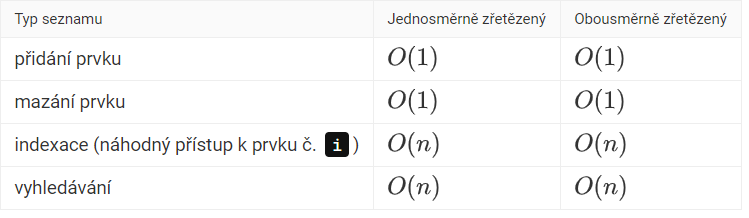 Typ seznamu Jednosměrně zřetězený Obousměrně zřetězený
přidání prvku O(1) O(1)
mazání prvku O(1) O(1)
indexace (náhodný přístup k prvku č. i ) O(n) O(n)
vyhledávání O(n) O(n)